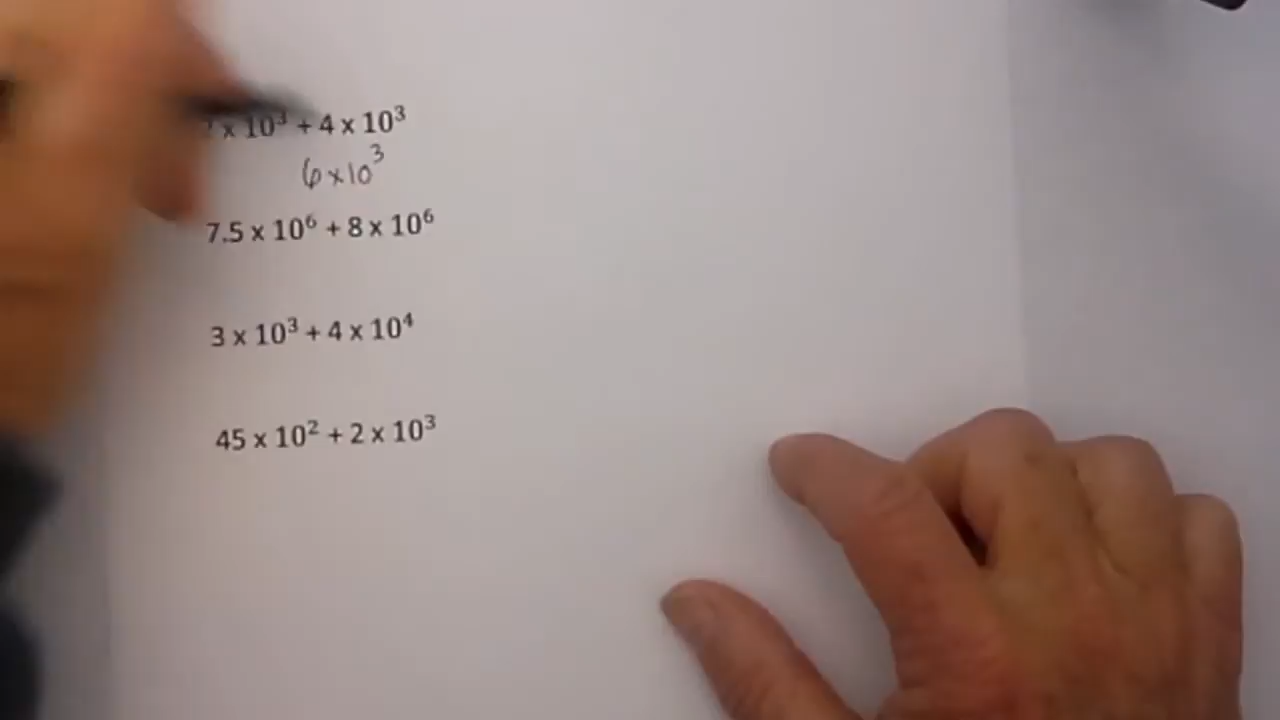 x 10³ + 4 x 10³
6 x 10³
7.5 x 10⁶ + 8 x 10⁶
3 x 10³ + 4 x 10⁴
45 x 10² + 2 x 10³